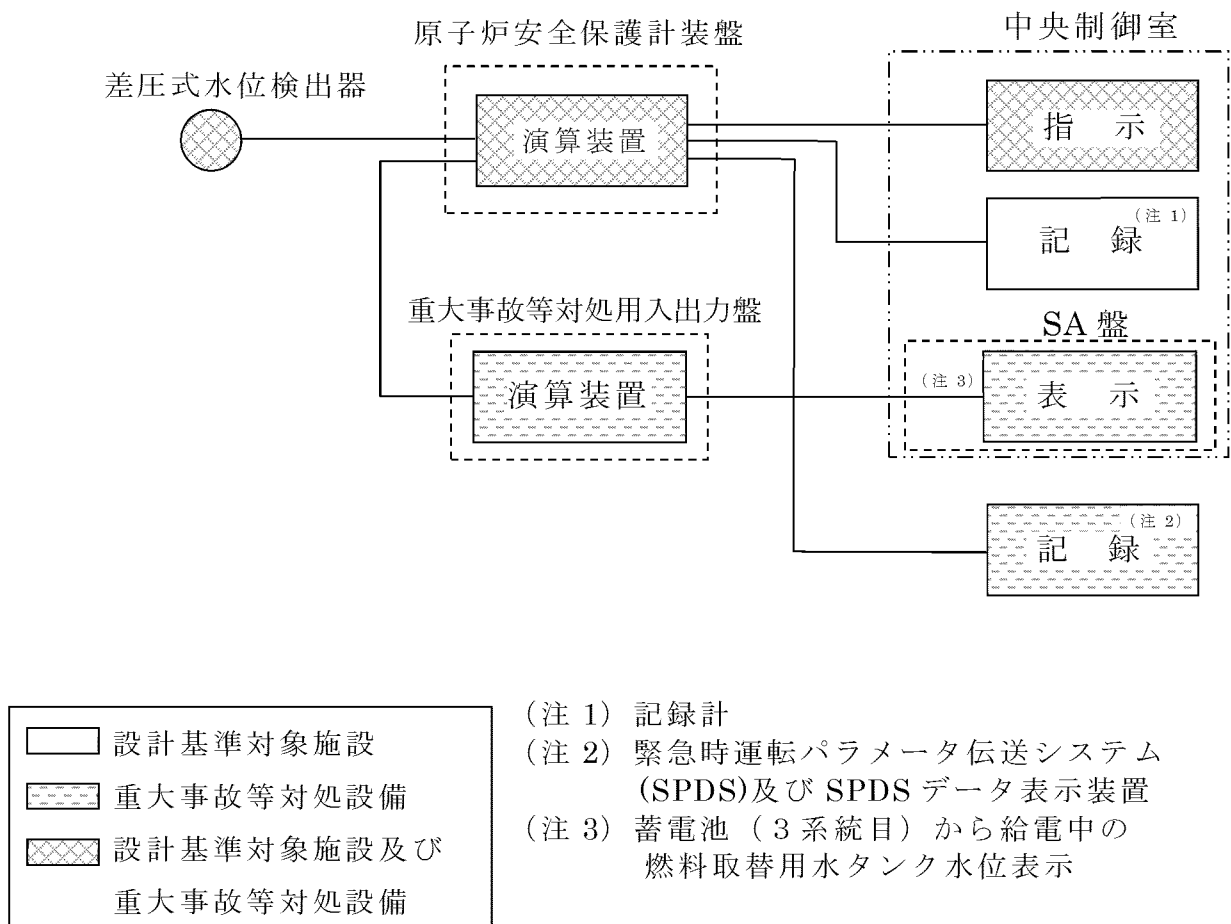 中央制御室
原子炉安全保護計装盤
差圧式水位検出器
演算装置
指　示
(注 1)
記　録
重大事故等対処用入出力盤
SA 盤
演算装置
(注 3)
表　示
(注 2)
記　録
設計基準対象施設
重大事故等対処設備
設計基準対象施設及び
重大事故等対処設備
(注 1) 記録計
(注 2) 緊急時運転パラメータ伝送システム
(SPDS)及び SPDS データ表示装置
(注 3) 蓄電池（３系統目）から給電中の
燃料取替用水タンク水位表示